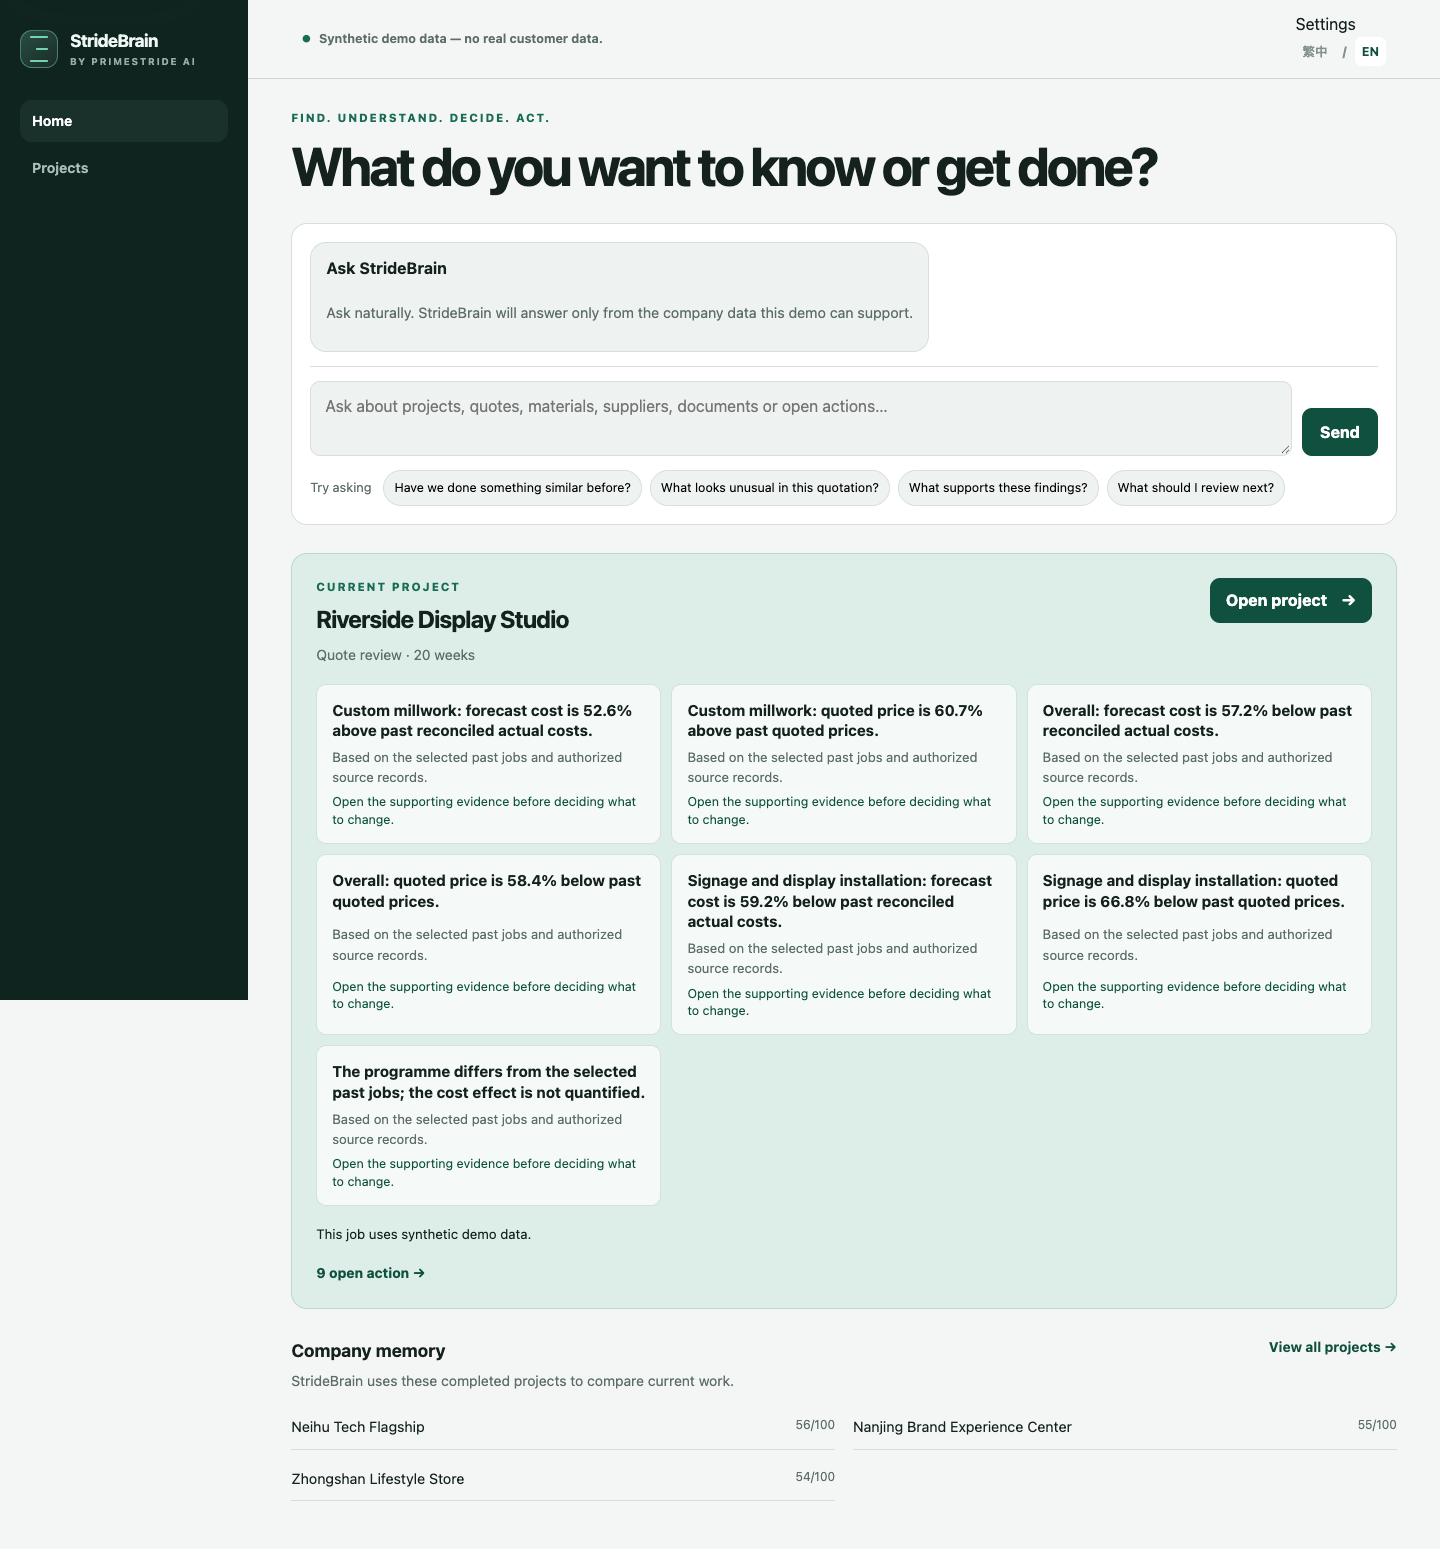 StrideBrain
BY PRIMESTRIDE AI
Home
Projects
Synthetic demo data — no real customer data.
Settings
繁中 / EN
FIND. UNDERSTAND. DECIDE. ACT.
What do you want to know or get done?
Ask StrideBrain
Ask naturally. StrideBrain will answer only from the company data this demo can support.
Ask about projects, quotes, materials, suppliers, documents or open actions...
Send
Try asking
Have we done something similar before?
What looks unusual in this quotation?
What supports these findings?
What should I review next?
CURRENT PROJECT
Riverside Display Studio
Quote review · 20 weeks
Open project →
Custom millwork: forecast cost is 52.6%
above past reconciled actual costs.
Based on the selected past jobs and authorized
source records.
Open the supporting evidence before deciding what
to change.
Custom millwork: quoted price is 60.7%
above past quoted prices.
Based on the selected past jobs and authorized
source records.
Open the supporting evidence before deciding what
to change.
Overall: forecast cost is 57.2% below past
reconciled actual costs.
Based on the selected past jobs and authorized
source records.
Open the supporting evidence before deciding what
to change.
Overall: quoted price is 58.4% below past
quoted prices.
Based on the selected past jobs and authorized
source records.
Open the supporting evidence before deciding what
to change.
Signage and display installation: forecast
cost is 59.2% below past reconciled
actual costs.
Based on the selected past jobs and authorized
source records.
Open the supporting evidence before deciding what
to change.
Signage and display installation: quoted
price is 66.8% below past quoted prices.
Based on the selected past jobs and authorized
source records.
Open the supporting evidence before deciding what
to change.
The programme differs from the selected
past jobs; the cost effect is not quantified.
Based on the selected past jobs and authorized
source records.
Open the supporting evidence before deciding what
to change.
This job uses synthetic demo data.
9 open action →
Company memory
View all projects →
StrideBrain uses these completed projects to compare current work.
Neihu Tech Flagship 56/100
Nanjing Brand Experience Center 55/100
Zhongshan Lifestyle Store 54/100